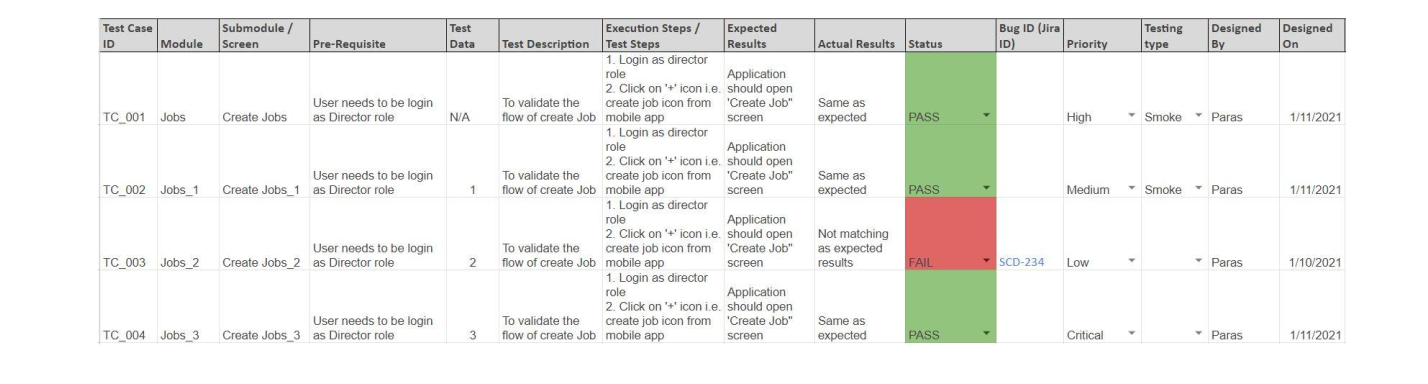 Test Case ID | Module | Submodule / Screen | Pre-Requisite | Test Data | Test Description | Execution Steps / Test Steps | Expected Results | Actual Results | Status | Bug ID (Jira ID) | Priority | Testing type | Designed By | Designed On
TC_001 | Jobs | Create Jobs | User needs to be login as Director role | N/A | To validate the flow of create Job | 1. Login as director role 2. Click on '+' icon i.e. create job icon from mobile app | Application should open 'Create Job" screen | Same as expected | PASS | | High | Smoke | Paras | 1/11/2021
TC_002 | Jobs_1 | Create Jobs_1 | User needs to be login as Director role | 1 | To validate the flow of create Job | 1. Login as director role 2. Click on '+' icon i.e. create job icon from mobile app | Application should open 'Create Job" screen | Same as expected | PASS | | Medium | Smoke | Paras | 1/11/2021
TC_003 | Jobs_2 | Create Jobs_2 | User needs to be login as Director role | 2 | To validate the flow of create Job | 1. Login as director role 2. Click on '+' icon i.e. create job icon from mobile app | Application should open 'Create Job" screen | Not matching as expected results | FAIL | SCD-234 | Low | | Paras | 1/10/2021
TC_004 | Jobs_3 | Create Jobs_3 | User needs to be login as Director role | 3 | To validate the flow of create Job | 1. Login as director role 2. Click on '+' icon i.e. create job icon from mobile app | Application should open 'Create Job" screen | Same as expected | PASS | | Critical | | Paras | 1/11/2021